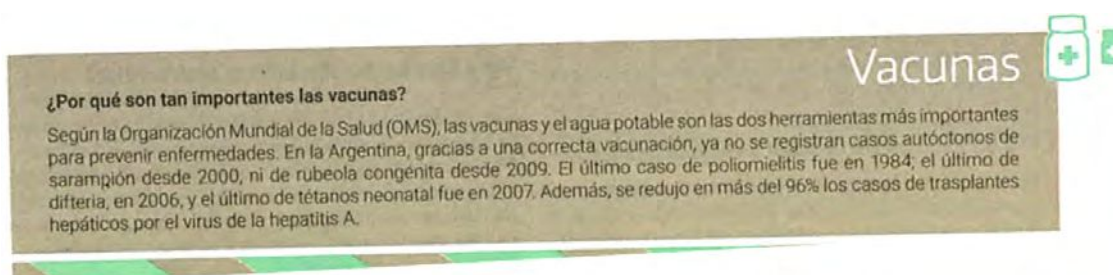 Vacunas
¿Por qué son tan importantes las vacunas?
Según la Organización Mundial de la Salud (OMS), las vacunas y el agua potable son las dos herramientas más importantes
para prevenir enfermedades. En la Argentina, gracias a una correcta vacunación, ya no se registran casos autóctonos de
sarampión desde 2000, ni de rubeola congénita desde 2009. El último caso de poliomielitis fue en 1984; el último de
difteria, en 2006, y el último de tétanos neonatal fue en 2007. Además, se redujo en más del 96% los casos de trasplantes
hepáticos por el virus de la hepatitis A.